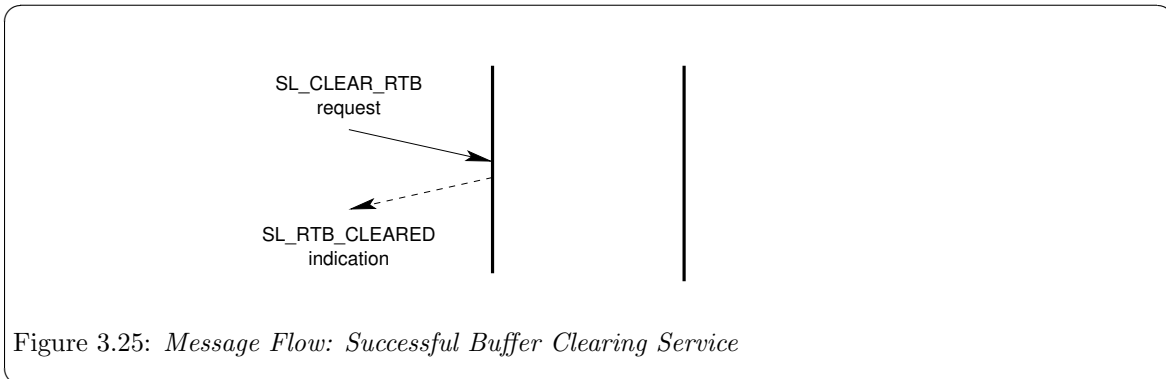 SL_CLEAR_RTB
request
SL_RTB_CLEARED
indication
Figure 3.25: Message Flow: Successful Buffer Clearing Service